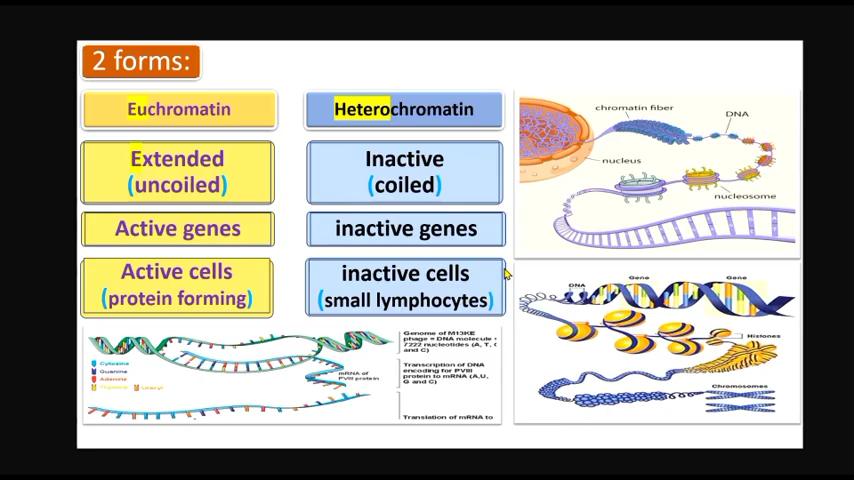 2 forms:
Euchromatin
Heterochromatin
Extended
(uncoiled)
Inactive
(coiled)
Active genes
inactive genes
Active cells
(protein forming)
inactive cells
(small lymphocytes)
chromatin fiber
DNA
nucleus
nucleosome
DNA
Gene
Gene
Histones
Chromosomes
Cytosine
Guanine
Adenine
Thymine
Uracyl
mRNA of
PVIII protein
Genome of M13KE
phage = DNA molecule
7222 nucleotides (A, T,
and C)
Transcription of DNA
encoding for PVIII
protein to mRNA (A,U,
G and C)
Translation of mRNA to